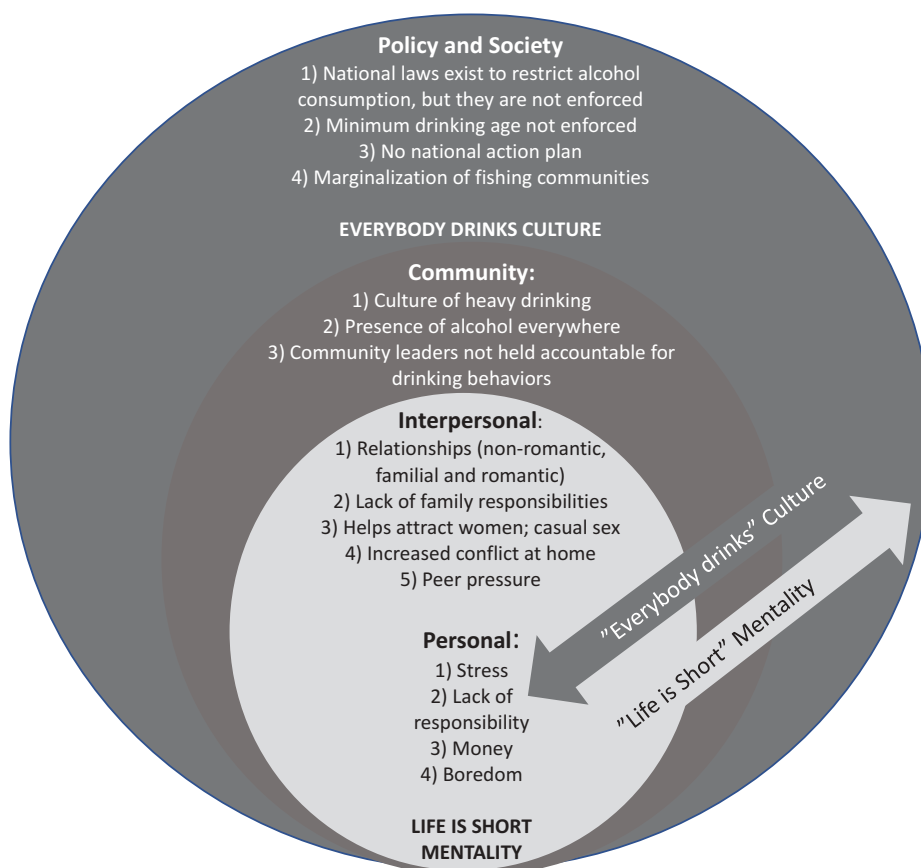 Policy and Society
1) National laws exist to restrict alcohol
consumption, but they are not enforced
2) Minimum drinking age not enforced
3) No national action plan
4) Marginalization of fishing communities
EVERYBODY DRINKS CULTURE
Community:
1) Culture of heavy drinking
2) Presence of alcohol everywhere
3) Community leaders not held accountable for
drinking behaviors
Interpersonal:
1) Relationships (non-romantic,
familial and romantic)
2) Lack of family responsibilities
3) Helps attract women; casual sex
4) Increased conflict at home
5) Peer pressure
"Everybody drinks" Culture
"Life is Short" Mentality
Personal:
1) Stress
2) Lack of
responsibility
3) Money
4) Boredom
LIFE IS SHORT
MENTALITY